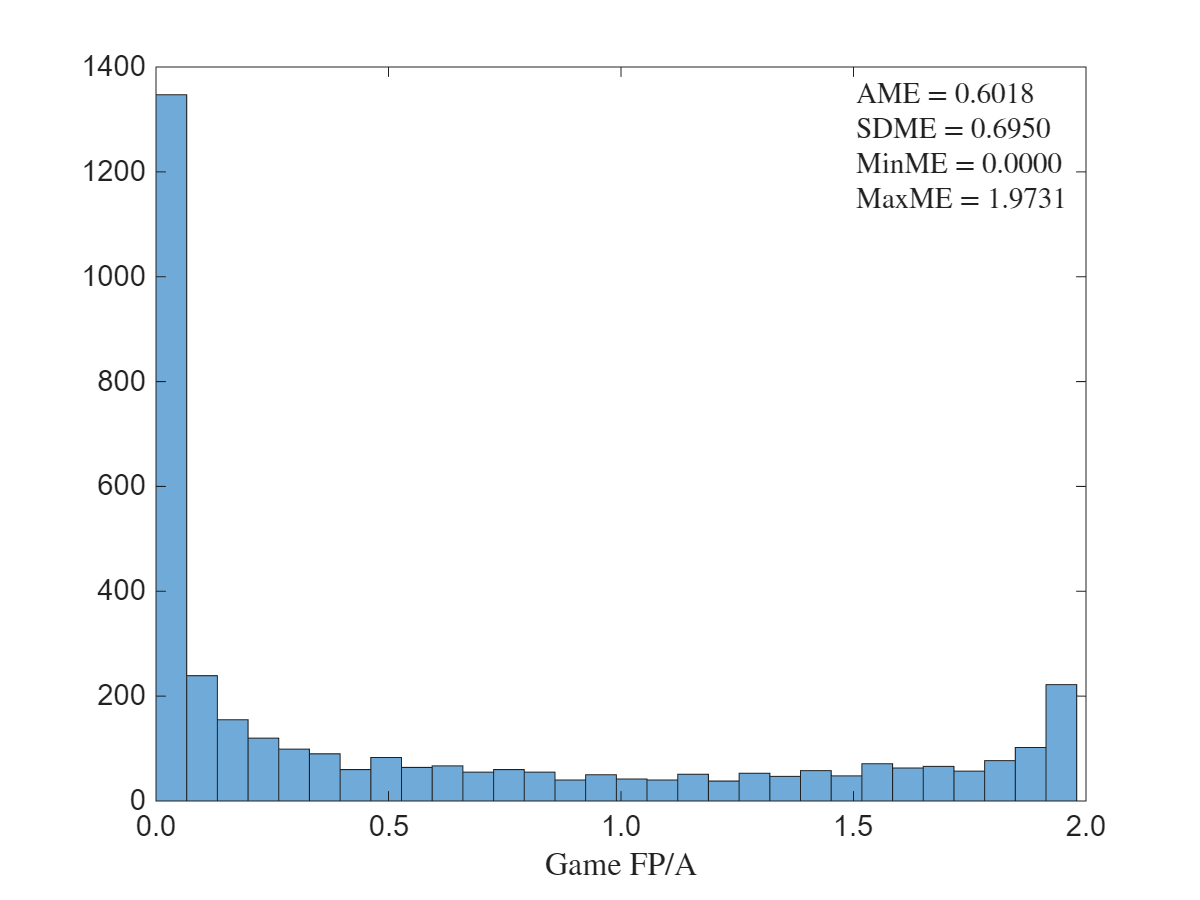 1400
1200
1000
800
600
400
200
0
AME = 0.6018
SDME = 0.6950
MinME = 0.0000
MaxME = 1.9731
0.0 0.5 1.0 1.5 2.0
Game FP/A